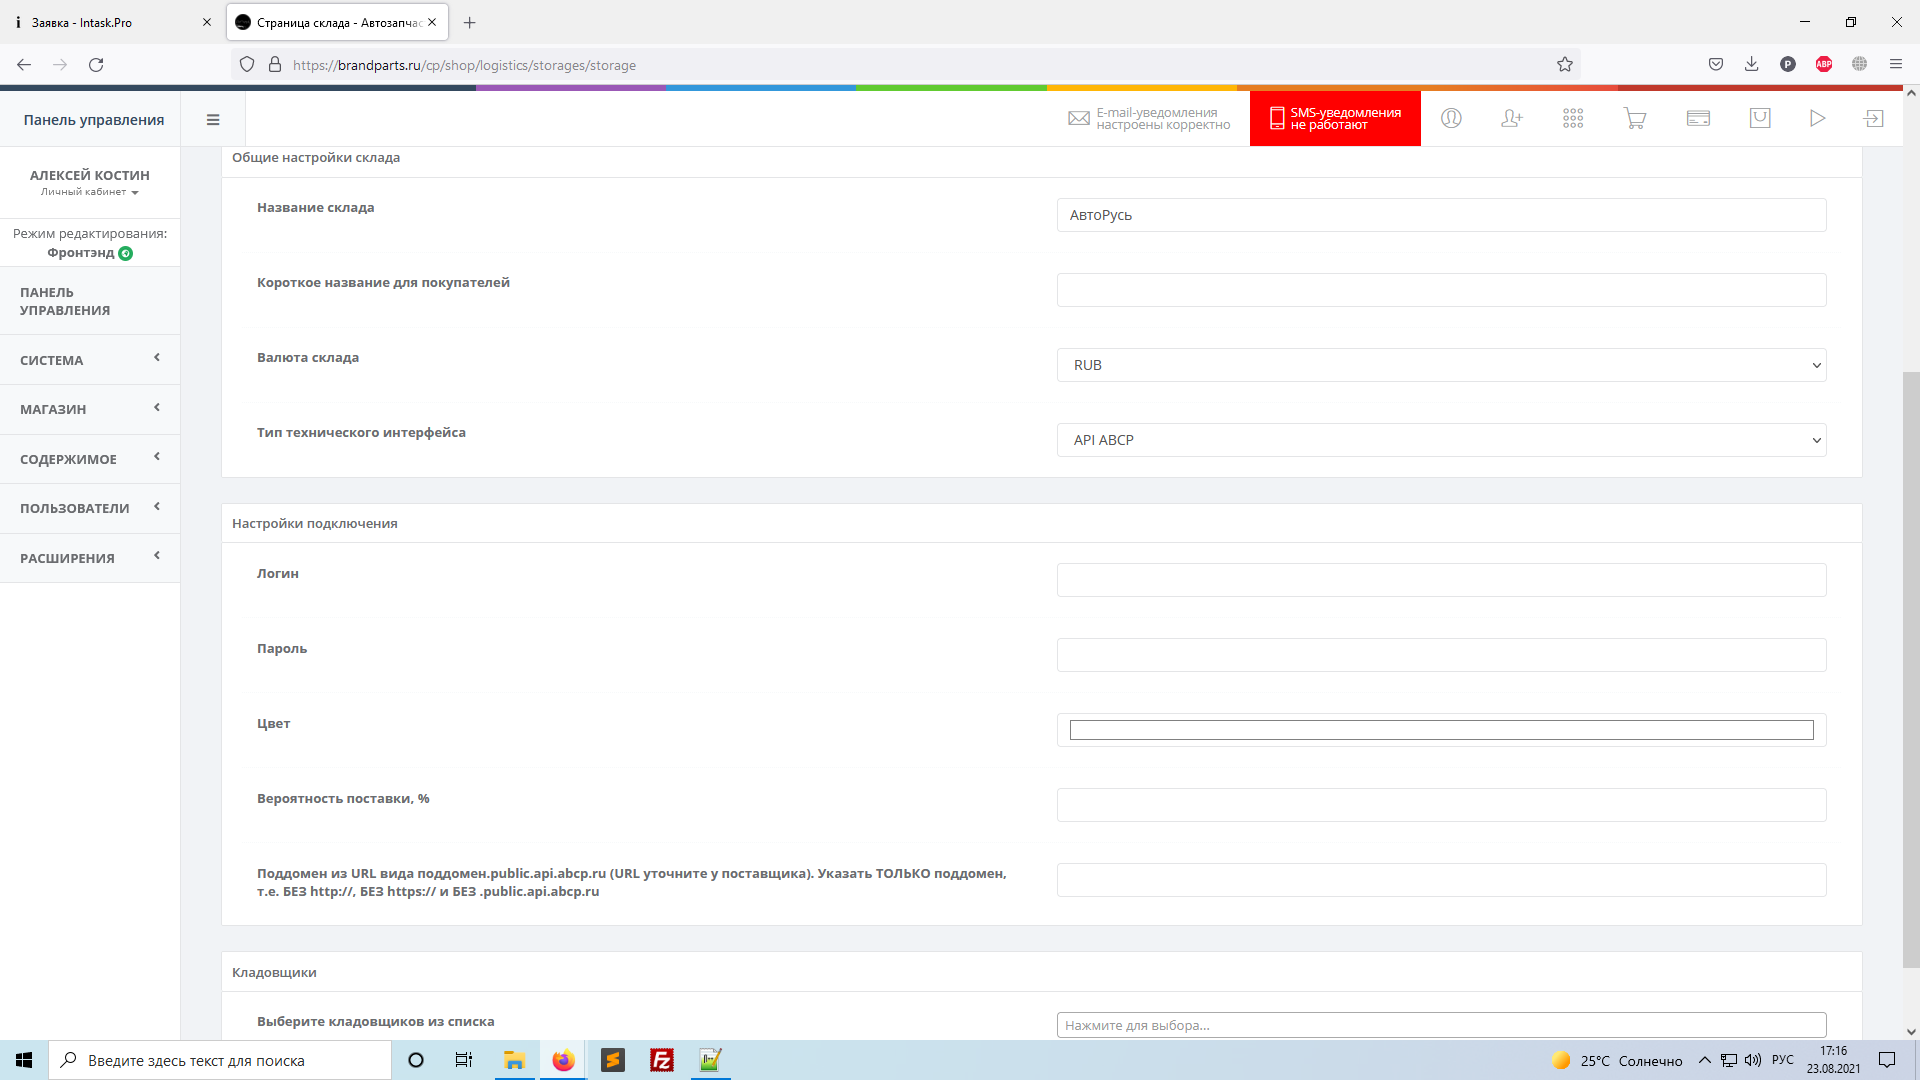 Заявка - Intask.Pro
Страница склада - Автозапчас
https://brandparts.ru/cp/shop/logistics/storages/storage
P
ABP
Панель управления
E-mail-уведомления
настроены корректно
SMS-уведомления
не работают
АЛЕКСЕЙ КОСТИН
Личный кабинет
Режим редактирования:
Фронтэнд
ПАНЕЛЬ
УПРАВЛЕНИЯ
СИСТЕМА
МАГАЗИН
СОДЕРЖИМОЕ
ПОЛЬЗОВАТЕЛИ
РАСШИРЕНИЯ
Общие настройки склада
Название склада
АвтоРусь
Короткое название для покупателей
Валюта склада
RUB
Тип технического интерфейса
API ABCP
Настройки подключения
Логин
Пароль
Цвет
Вероятность поставки, %
Поддомен из URL вида поддомен.public.api.abcp.ru (URL уточните у поставщика). Указать ТОЛЬКО поддомен,
т.е. БЕЗ http://, БЕЗ https:// и БЕЗ .public.api.abcp.ru
Кладовщики
Выберите кладовщиков из списка
Нажмите для выбора...
Введите здесь текст для поиска
25°C Солнечно
РУС
17:16
23.08.2021